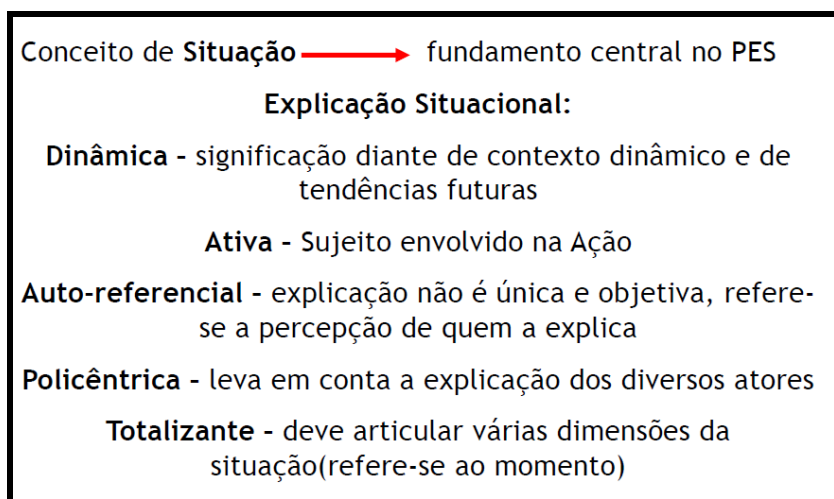 Conceito de Situação fundamento central no PES
Explicação Situacional:
Dinâmica – significação diante de contexto dinâmico e de
tendências futuras
Ativa – Sujeito envolvido na Ação
Auto-referencial – explicação não é única e objetiva, refere-
se a percepção de quem a explica
Policêntrica – leva em conta a explicação dos diversos atores
Totalizante – deve articular várias dimensões da
situação(refere-se ao momento)